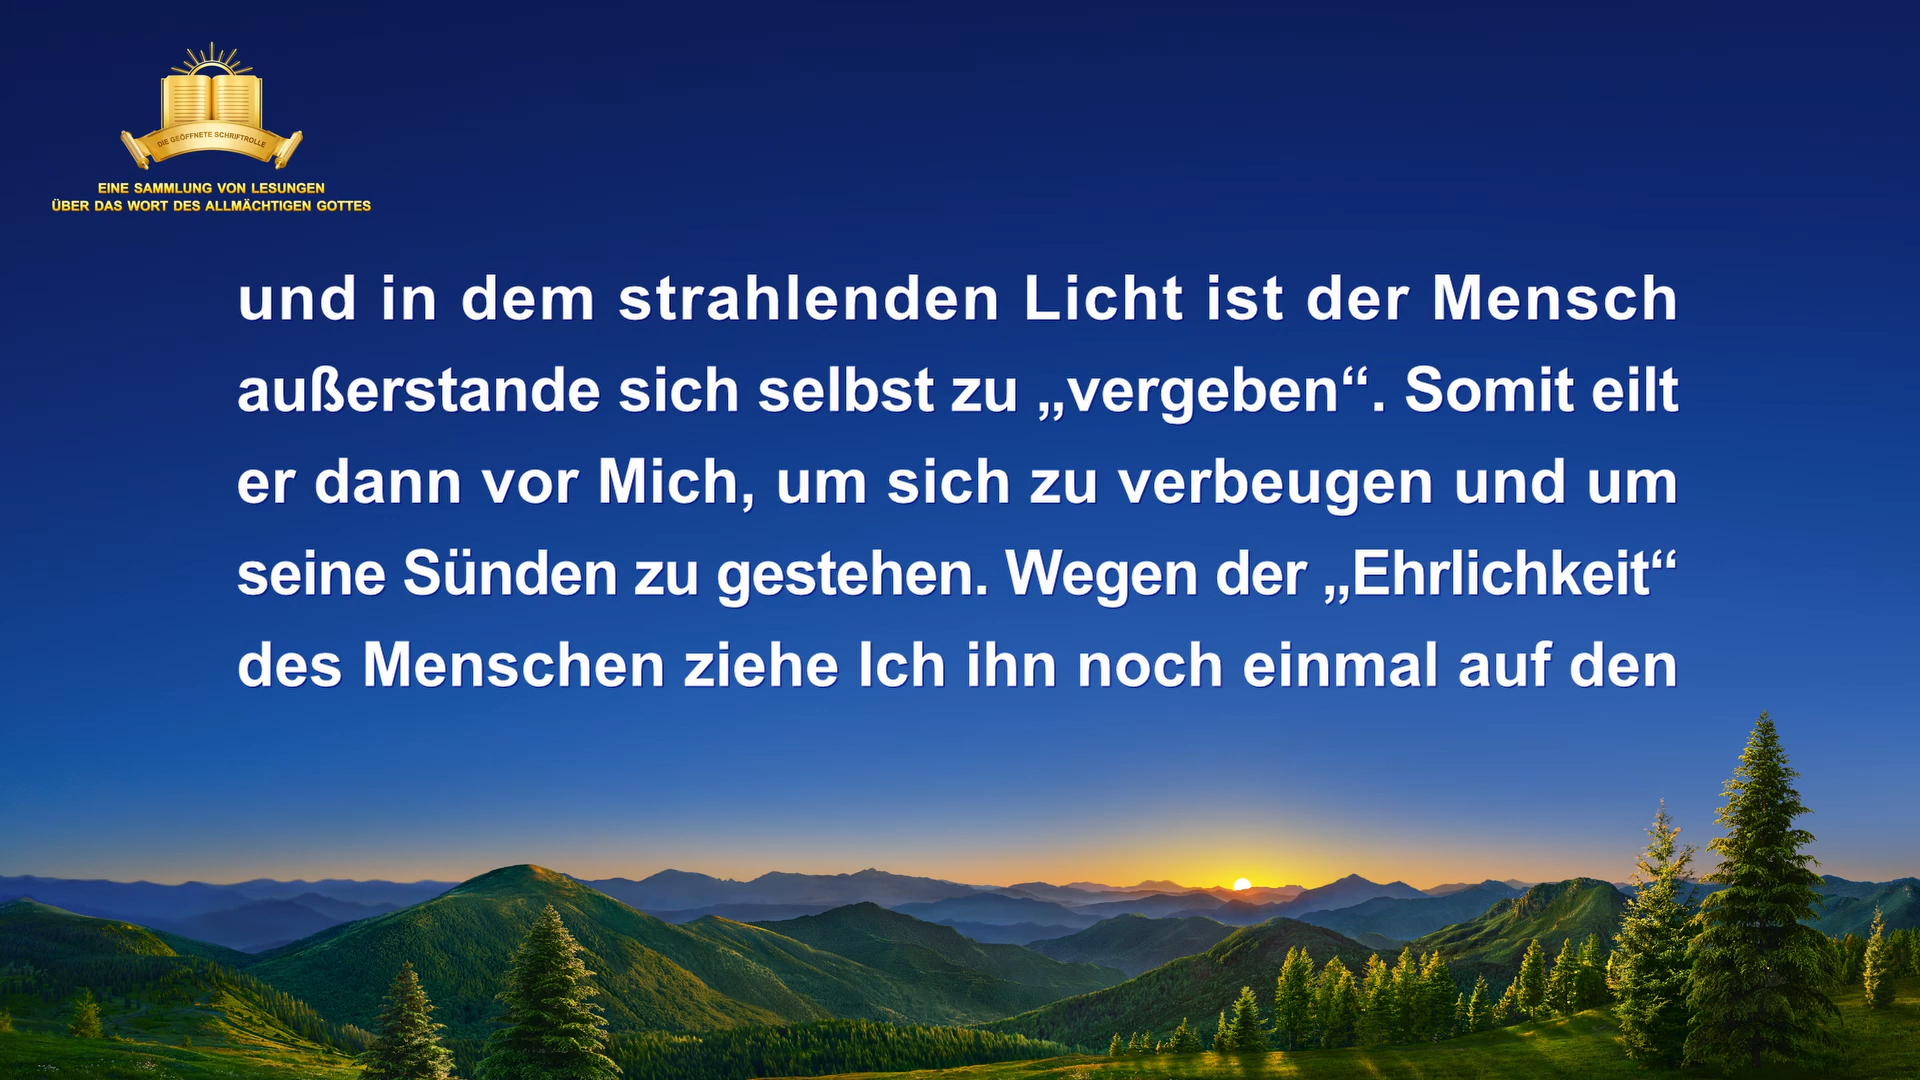 DIE GEÖFFNETE SCHRIFTROLLE
EINE SAMMLUNG VON LESUNGEN
ÜBER DAS WORT DES ALLMÄCHTIGEN GOTTES
und in dem strahlenden Licht ist der Mensch
außerstande sich selbst zu „vergeben“. Somit eilt
er dann vor Mich, um sich zu verbeugen und um
seine Sünden zu gestehen. Wegen der „Ehrlichkeit“
des Menschen ziehe Ich ihn noch einmal auf den